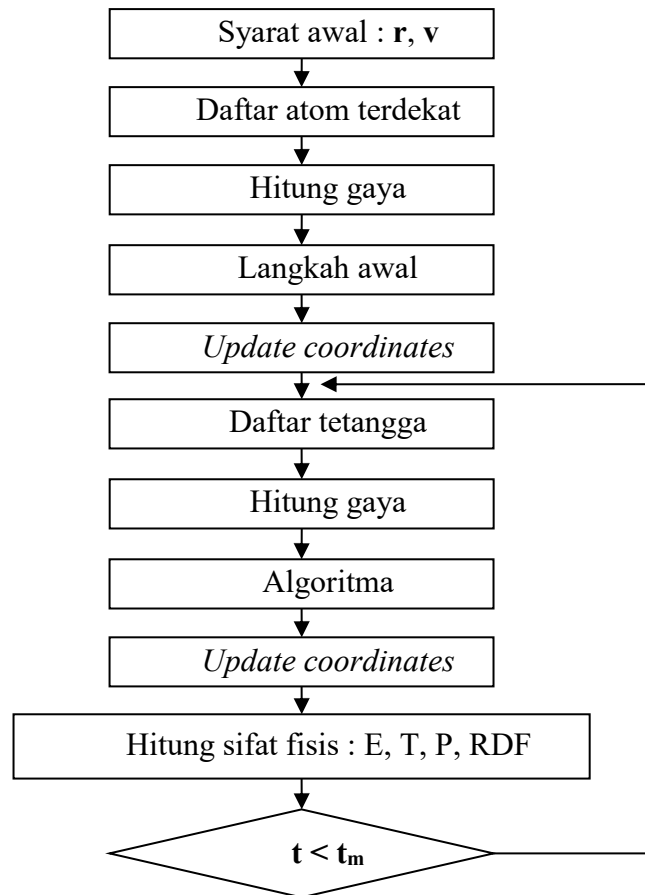 Syarat awal : r, v
Daftar atom terdekat
Hitung gaya
Langkah awal
Update coordinates
Daftar tetangga
Hitung gaya
Algoritma
Update coordinates
Hitung sifat fisis : E, T, P, RDF
t < tₘ